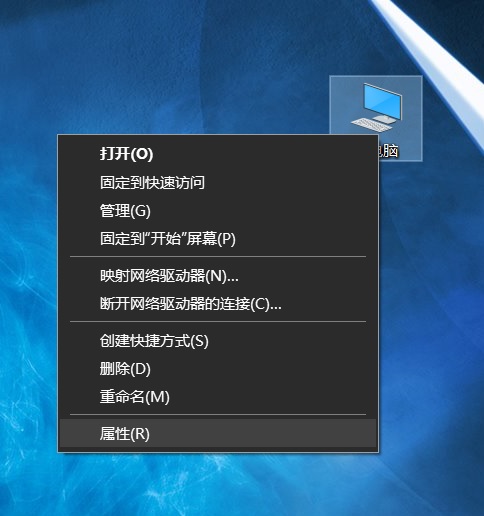 打开(O)
固定到快速访问
管理(G)
固定到“开始”屏幕(P)
映射网络驱动器(N)...
断开网络驱动器的连接(C)...
创建快捷方式(S)
删除(D)
重命名(M)
属性(R)
电脑